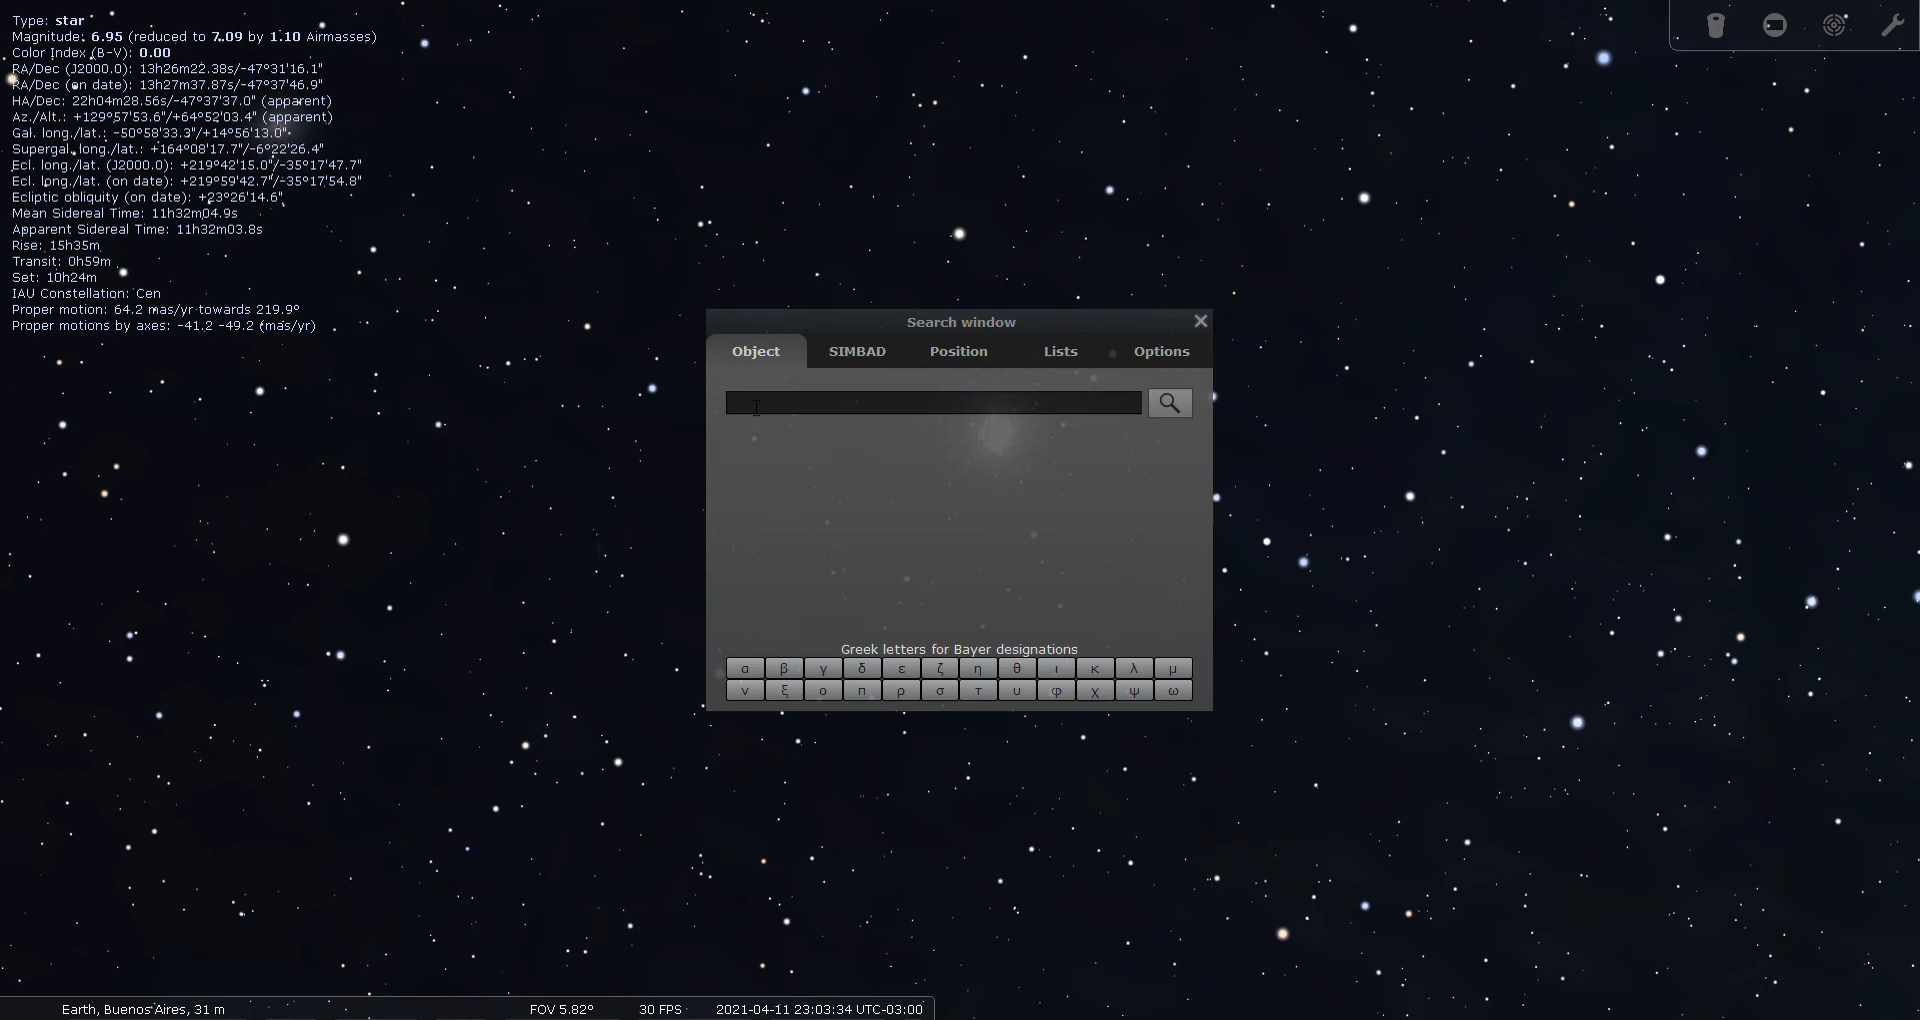 Type: star
Magnitude: 6.95 (reduced to 7.09 by 1.10 Airmasses)
Color Index (B-V): 0.00
RA/Dec (J2000.0): 13h26m22.38s/-47°31'16.1"
RA/Dec (on date): 13h27m37.87s/-47°37'46.9"
HA/Dec: 22h04m28.56s/-47°37'37.0" (apparent)
Az./Alt.: +129°57'53.6"/+64°52'03.4" (apparent)
Gal. long./lat.: -50°58'33.3"/+14°56'13.0"
Supergal. long./lat.: +164°08'17.7"/-6°22'26.4"
Ecl. long./lat. (J2000.0): +219°42'15.0"/-35°17'47.7"
Ecl. long./lat. (on date): +219°59'42.7"/-35°17'54.8"
Ecliptic obliquity (on date): +23°26'14.6"
Mean Sidereal Time: 11h32m04.9s
Apparent Sidereal Time: 11h32m03.8s
Rise: 15h35m
Transit: 0h59m
Set: 10h24m
IAU Constellation: Cen
Proper motion: 64.2 mas/yr towards 219.9°
Proper motions by axes: -41.2 -49.2 (mas/yr)
Search window
Object SIMBAD Position Lists Options
Greek letters for Bayer designations
α β γ δ ε ζ η θ ι κ λ μ
ν ξ ο π ρ σ τ υ φ χ ψ ω
Earth, Buenos Aires, 31 m FOV 5.82° 30 FPS 2021-04-11 23:03:34 UTC-03:00